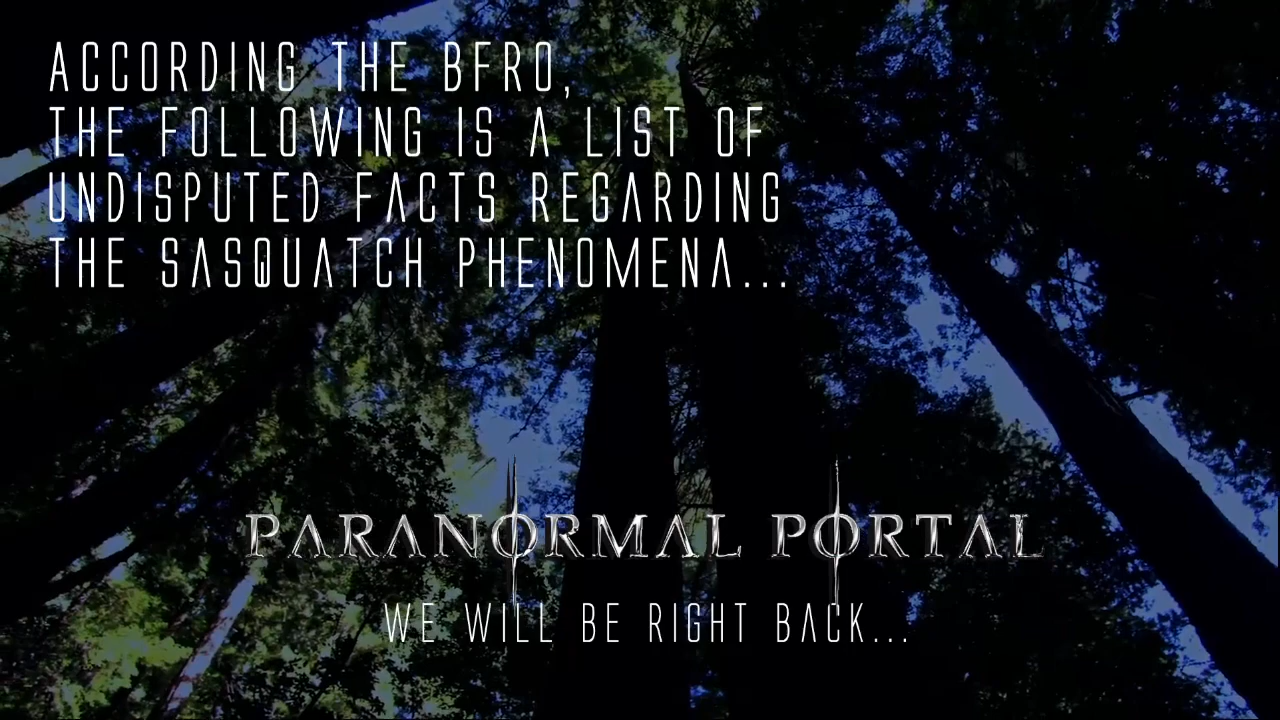 ACCORDING THE BFRO,
THE FOLLOWING IS A LIST OF
UNDISPUTED FACTS REGARDING
THE SASQUATCH PHENOMENA...
PARANORMAL PORTAL
WE WILL BE RIGHT BACK...